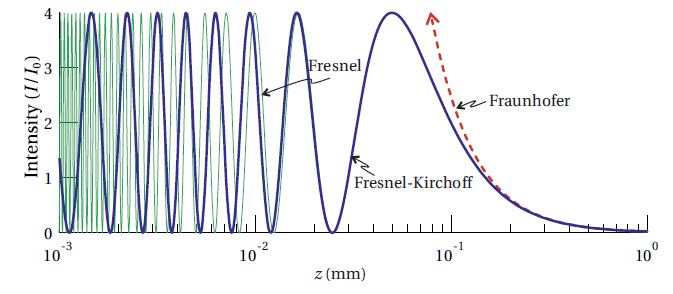 Intensity (I / I0)
4
3
2
1
0
Fresnel
Fraunhofer
Fresnel-Kirchoff
10-3 10-2 10-1 100
z (mm)